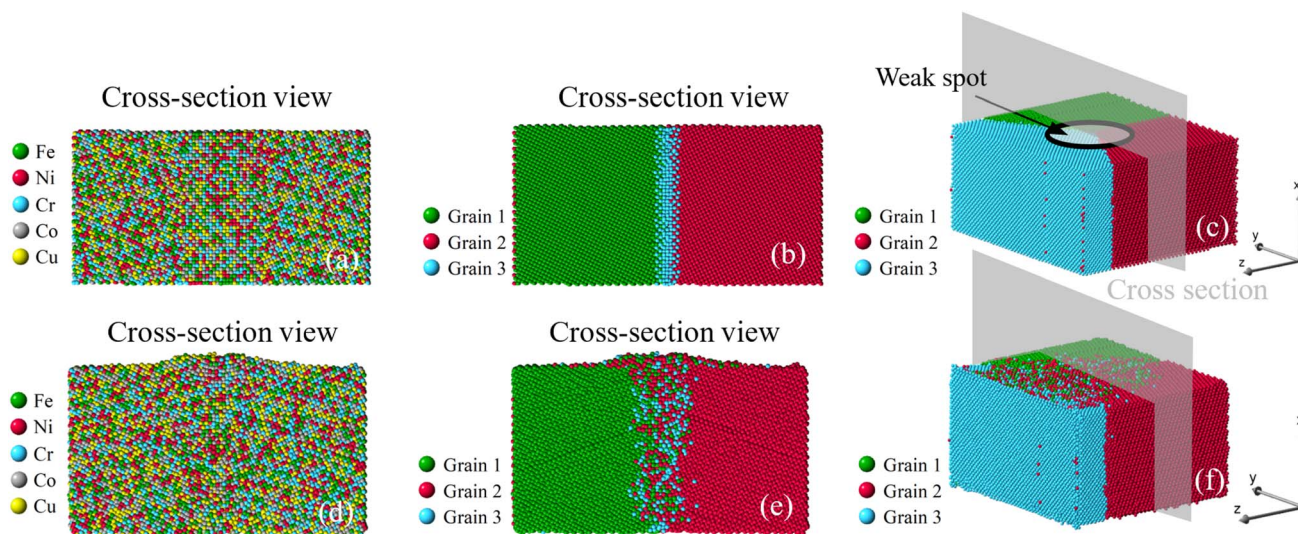 Cross-section view
Fe
Ni
Cr
Co
Cu
(a)
Cross-section view
Grain 1
Grain 2
Grain 3
(b)
Weak spot
Grain 1
Grain 2
Grain 3
(c)
x
y
z
Cross section
Cross-section view
Fe
Ni
Cr
Co
Cu
(d)
Cross-section view
Grain 1
Grain 2
Grain 3
(e)
Grain 1
Grain 2
Grain 3
(f)
y
z